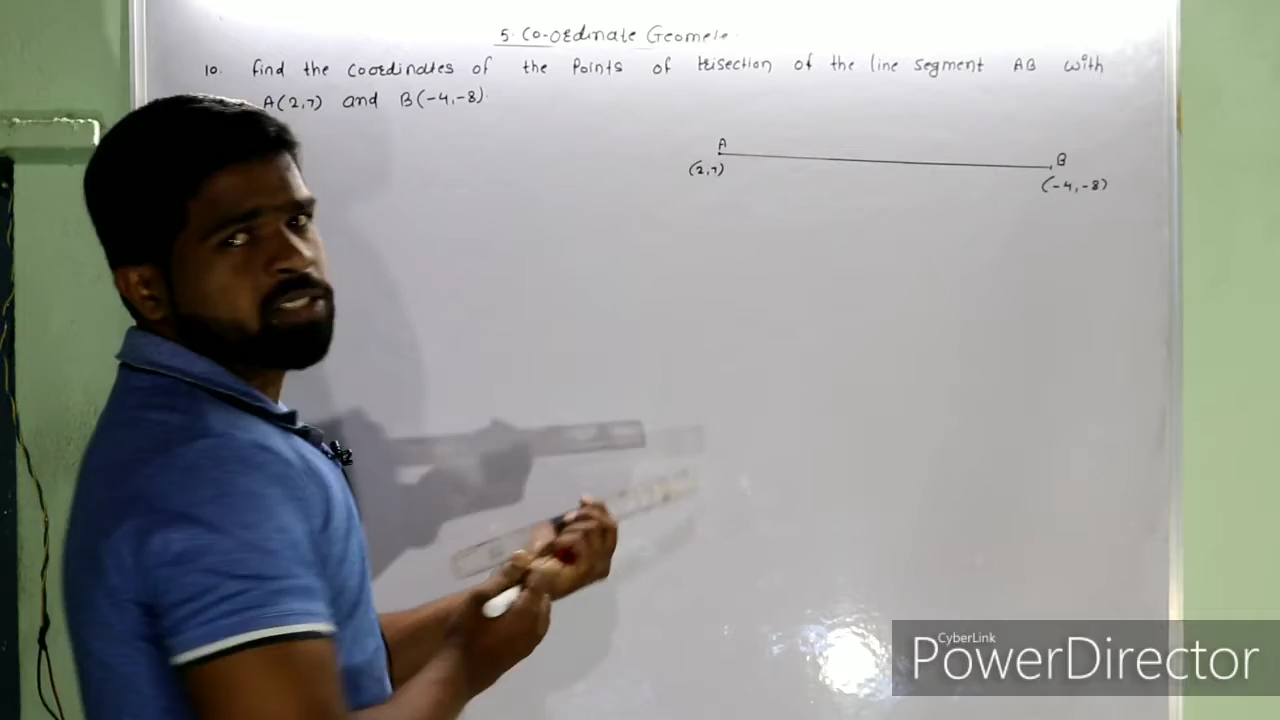 5. Co-ordinate Geomete
10. find the coordinates of the Points of trisection of the line segment AB with
A(2,7) and B(-4,-8).
A
B
(2,7)
(-4,-8)
CyberLink
PowerDirector